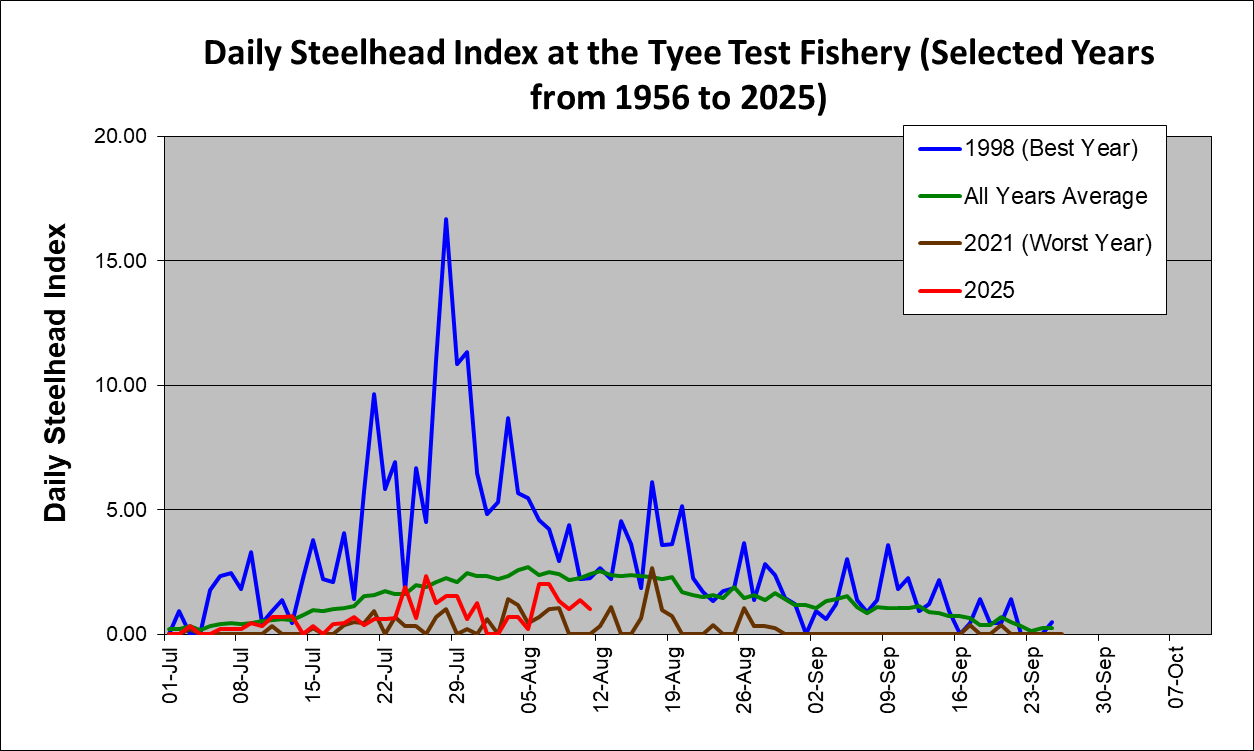 Daily Steelhead Index at the Tyee Test Fishery (Selected Years
from 1956 to 2025)
Daily Steelhead Index
20.00
15.00
10.00
5.00
0.00
1998 (Best Year)
All Years Average
2021 (Worst Year)
2025
01-Jul
08-Jul
15-Jul
22-Jul
29-Jul
05-Aug
12-Aug
19-Aug
26-Aug
02-Sep
09-Sep
16-Sep
23-Sep
30-Sep
07-Oct